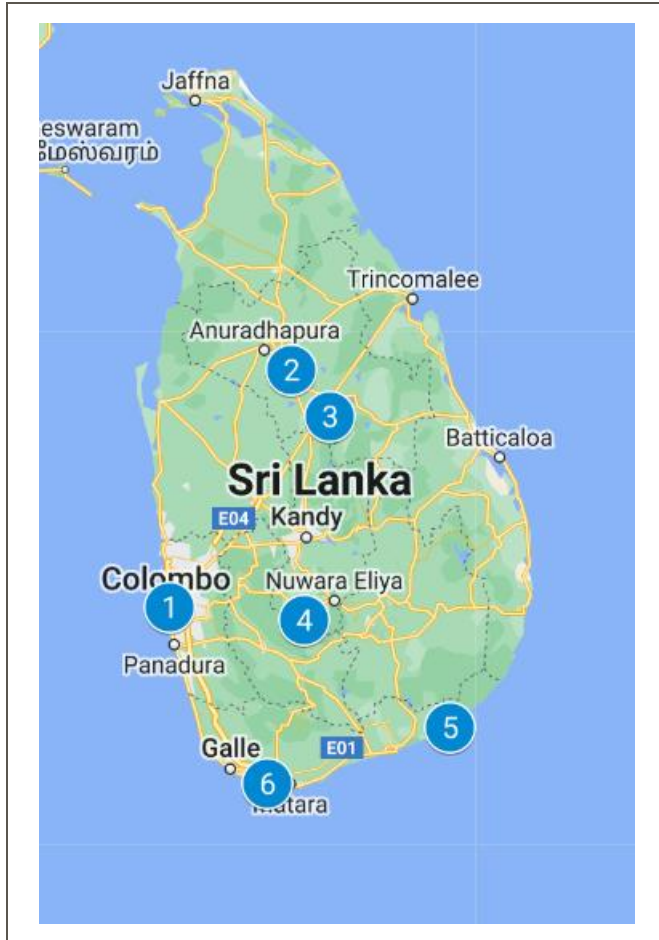 Jaffna
eswaram
மேஸ்வரம்
Trincomalee
Anuradhapura
2
3
Batticaloa
Sri Lanka
E04
Kandy
Colombo
Nuwara Eliya
1
4
Panadura
5
Galle
E01
6